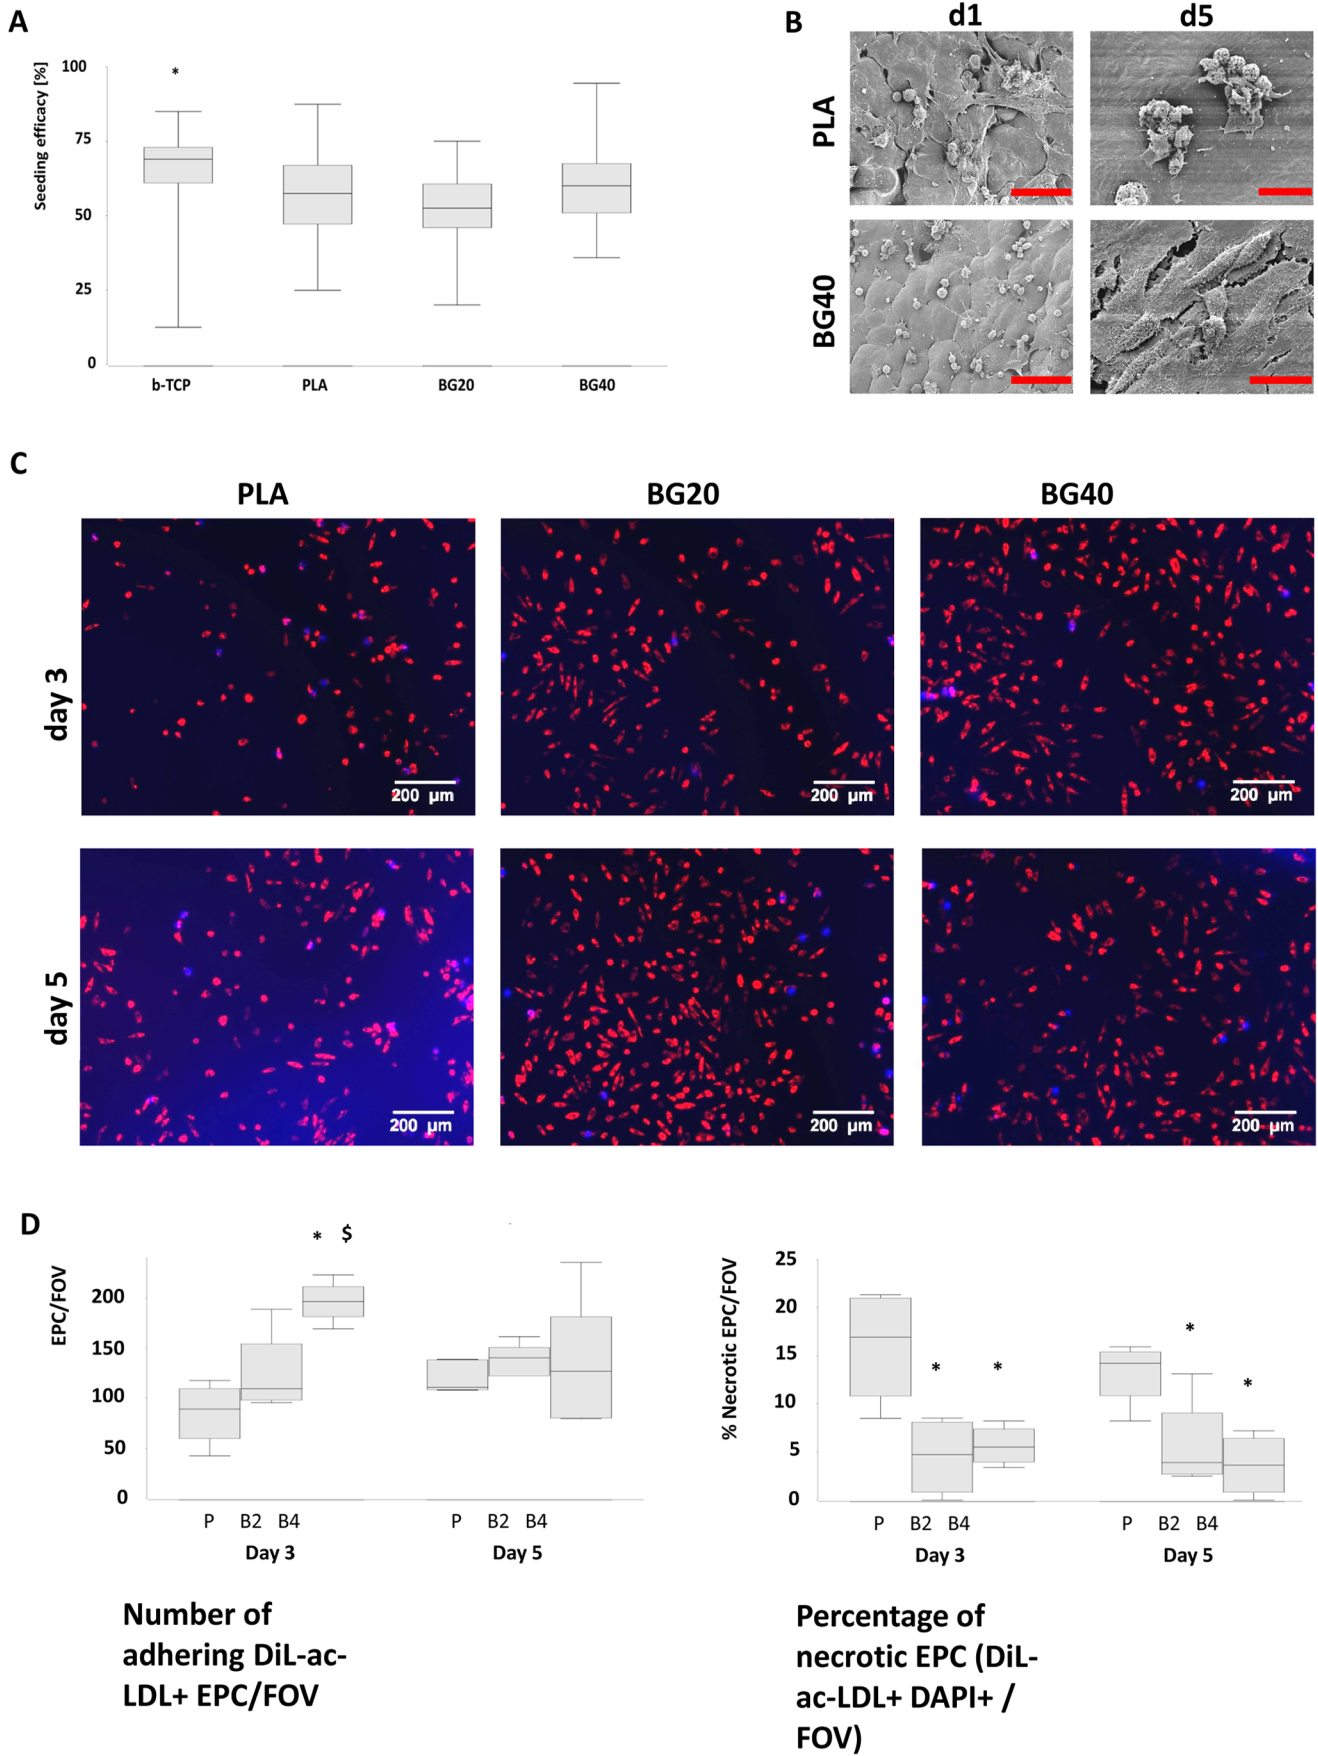 A
B
d1
d5
Seeding efficacy [%]
100
75
50
25
0
*
b-TCP
PLA
BG20
BG40
PLA
BG40
C
PLA
BG20
BG40
day 3
200 µm
200 µm
200 µm
day 5
200 µm
200 µm
200 µm
D
EPC/FOV
200
150
100
50
0
* $
P B2 B4
P B2 B4
Day 3
Day 5
Number of
adhering DiL-ac-
LDL+ EPC/FOV
% Necrotic EPC/FOV
25
20
15
10
5
0
* *
* *
P B2 B4
P B2 B4
Day 3
Day 5
Percentage of
necrotic EPC (DiL-
ac-LDL+ DAPI+ /
FOV)